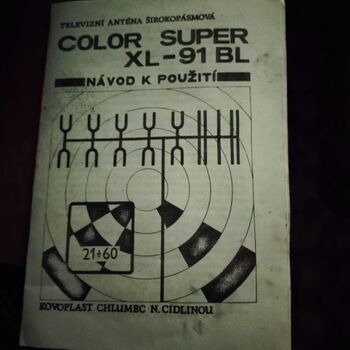 TELEVIZNÍ ANTÉNA ŠIROKOPÁSMOVÁ
COLOR SUPER
XL-91 BL
NÁVOD K POUŽITÍ
21÷60
KOVOPLAST CHLUMEC N. CIDLINOU